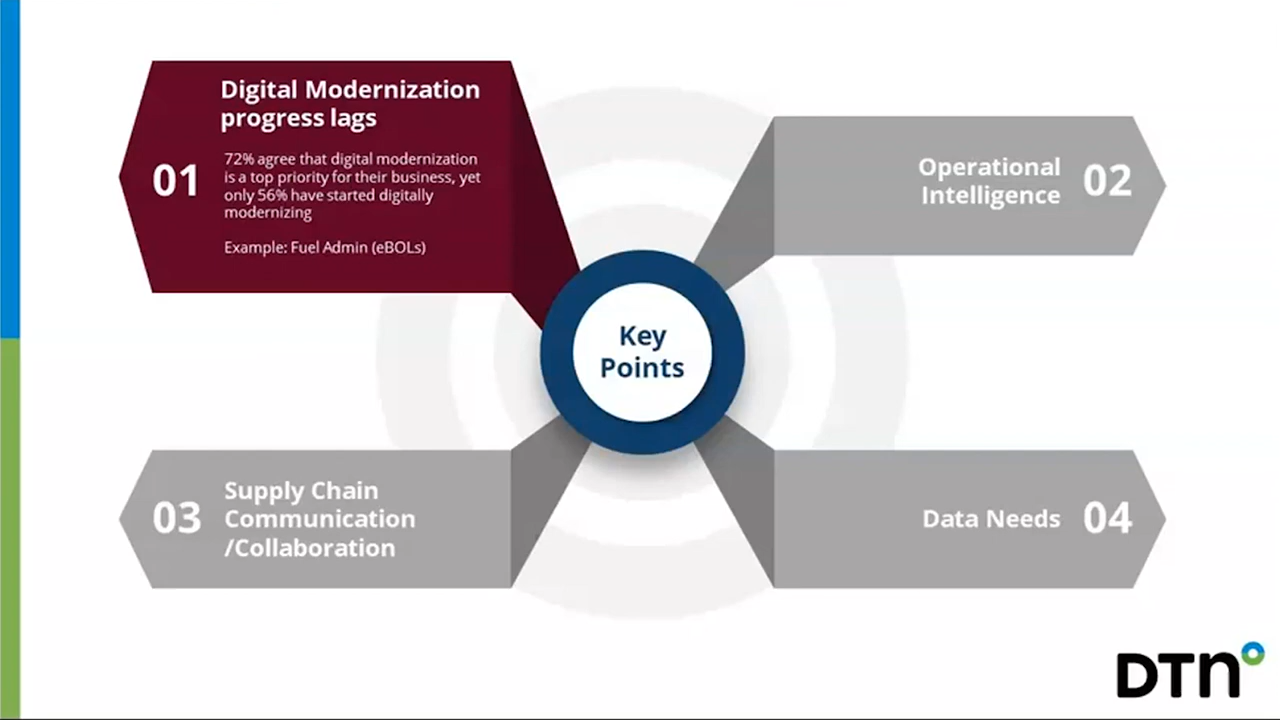 Digital Modernization
progress lags
01
72% agree that digital modernization
is a top priority for their business, yet
only 56% have started digitally
modernizing
Example: Fuel Admin (eBOLs)
Operational
Intelligence
02
Key
Points
03
Supply Chain
Communication
/Collaboration
Data Needs
04
DTN